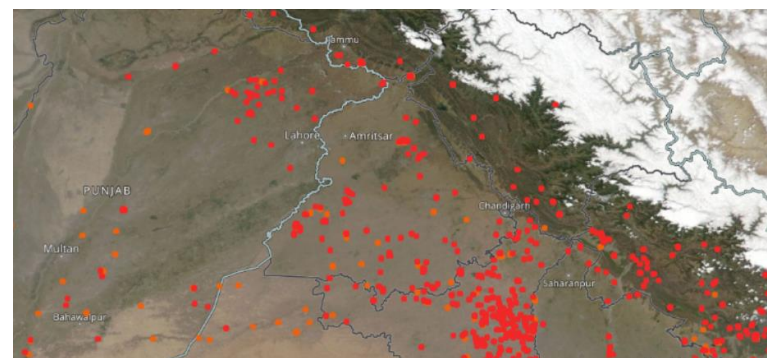 Jammu
Lahore
Amritsar
PUNJAB
Chandigarh
Multan
Saharanpur
Bahawalpur